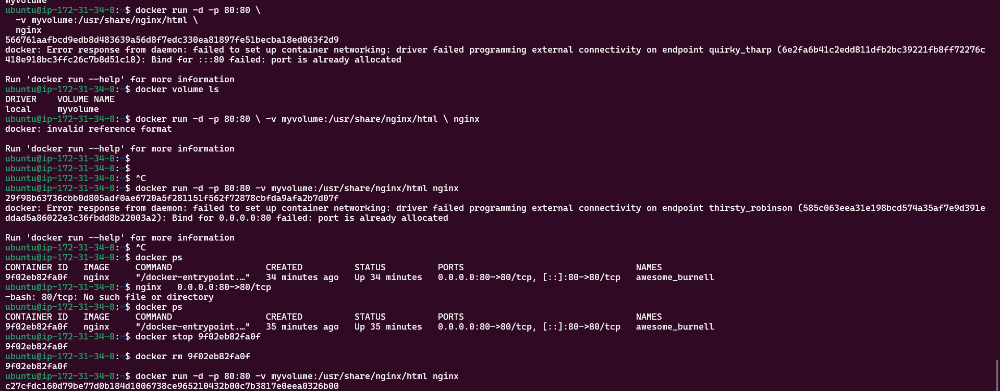 myvolume
ubuntu@ip-172-31-34-8:~$ docker run -d -p 80:80 \
  -v myvolume:/usr/share/nginx/html \
  nginx
566761aafbcd9edb8d483639a56d8f7edc330ea81897fe51becba18ed063f2d9
docker: Error response from daemon: failed to set up container networking: driver failed programming external connectivity on endpoint quirky_tharp (6e2fa6b41c2edd811dfb2bc39221fb8ff72276c
418e918bc3ffc26c7b8d51c18): Bind for :::80 failed: port is already allocated

Run 'docker run --help' for more information
ubuntu@ip-172-31-34-8:~$ docker volume ls
DRIVER    VOLUME NAME
local     myvolume
ubuntu@ip-172-31-34-8:~$ docker run -d -p 80:80 \ -v myvolume:/usr/share/nginx/html \ nginx
docker: invalid reference format

Run 'docker run --help' for more information
ubuntu@ip-172-31-34-8:~$
ubuntu@ip-172-31-34-8:~$
ubuntu@ip-172-31-34-8:~$ ^C
ubuntu@ip-172-31-34-8:~$ docker run -d -p 80:80 -v myvolume:/usr/share/nginx/html nginx
29f98b63736cbb0d805adf0ae6720a5f281151f562f72878cbfda9afa2b7d07f
docker: Error response from daemon: failed to set up container networking: driver failed programming external connectivity on endpoint thirsty_robinson (585c063eea31e198bcd574a35af7e9d391e
ddad5a86022e3c36fbdd8b22003a2): Bind for 0.0.0.0:80 failed: port is already allocated

Run 'docker run --help' for more information
ubuntu@ip-172-31-34-8:~$ ^C
ubuntu@ip-172-31-34-8:~$ docker ps
CONTAINER ID   IMAGE     COMMAND                  CREATED          STATUS          PORTS                                 NAMES
9f02eb82fa0f   nginx     "/docker-entrypoint.…"   34 minutes ago   Up 34 minutes   0.0.0.0:80->80/tcp, [::]:80->80/tcp   awesome_burnell
ubuntu@ip-172-31-34-8:~$ nginx   0.0.0.0:80->80/tcp
-bash: 80/tcp: No such file or directory
ubuntu@ip-172-31-34-8:~$ docker ps
CONTAINER ID   IMAGE     COMMAND                  CREATED          STATUS          PORTS                                 NAMES
9f02eb82fa0f   nginx     "/docker-entrypoint.…"   35 minutes ago   Up 35 minutes   0.0.0.0:80->80/tcp, [::]:80->80/tcp   awesome_burnell
ubuntu@ip-172-31-34-8:~$ docker stop 9f02eb82fa0f
9f02eb82fa0f
ubuntu@ip-172-31-34-8:~$ docker rm 9f02eb82fa0f
9f02eb82fa0f
ubuntu@ip-172-31-34-8:~$ docker run -d -p 80:80 -v myvolume:/usr/share/nginx/html nginx
c27cfdc160d79be77d0b184d1006738ce965210432b00c7b3817e0eea0326b00